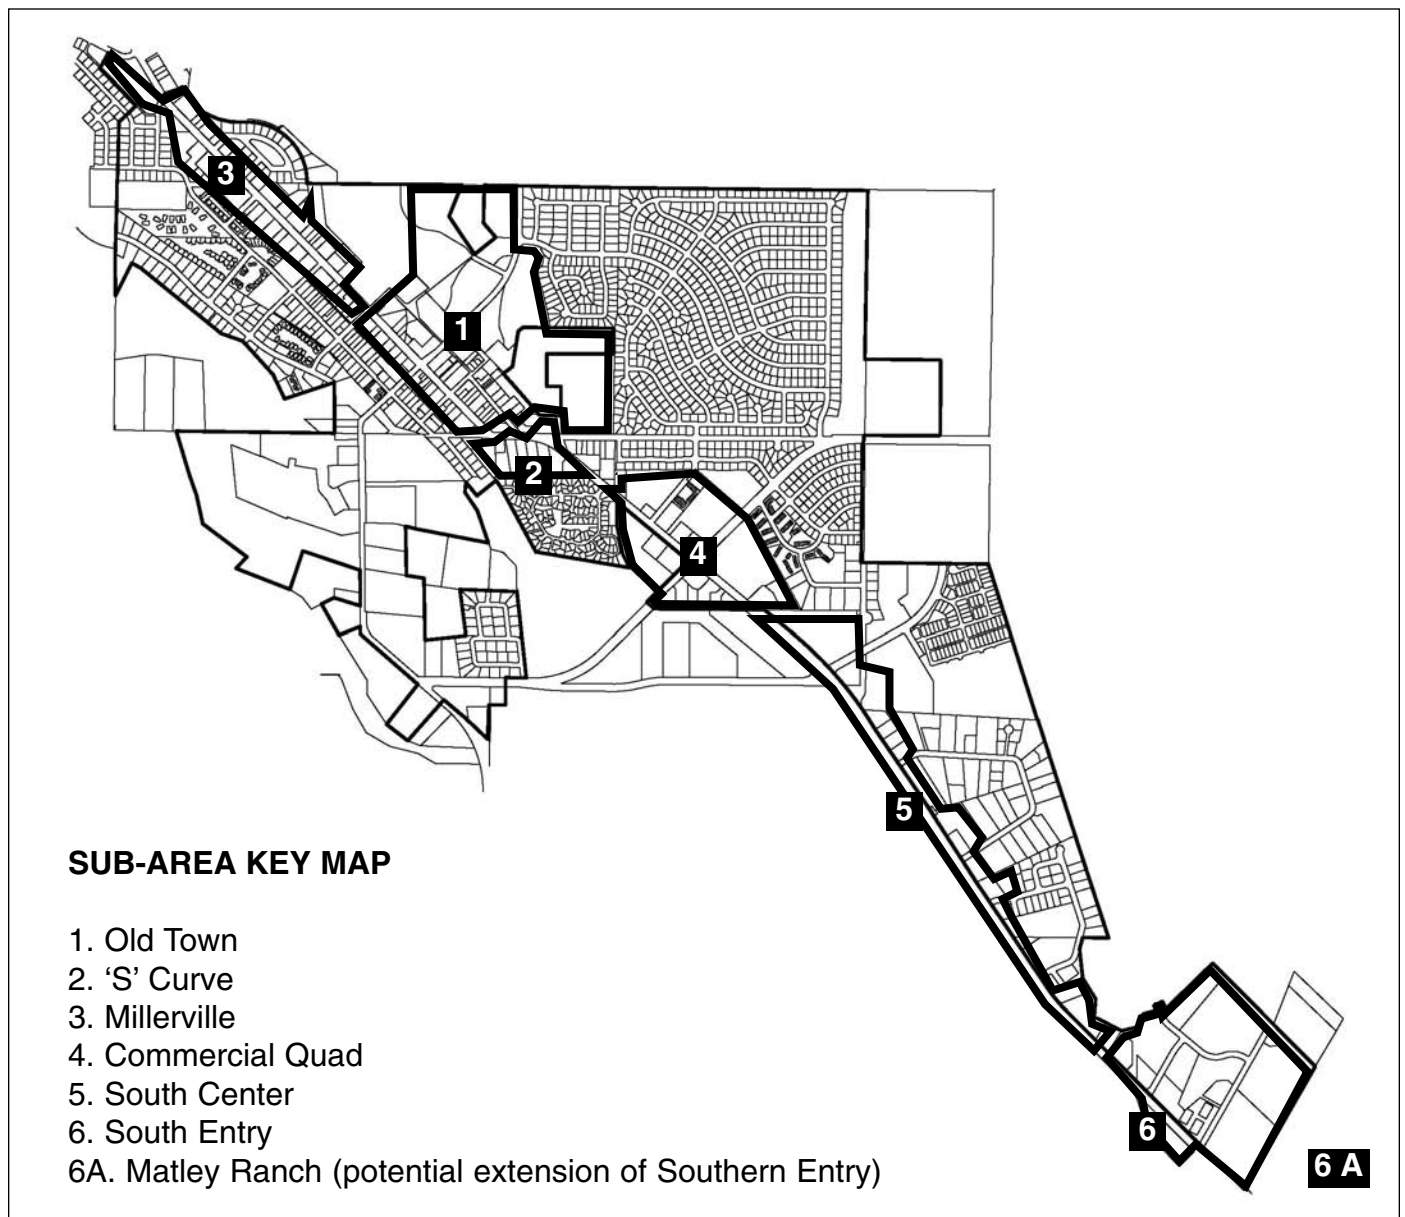 3
1
2
4
5
SUB-AREA KEY MAP
1. Old Town
2. ‘S’ Curve
3. Millerville
4. Commercial Quad
5. South Center
6. South Entry
6A. Matley Ranch (potential extension of Southern Entry)
6
6 A